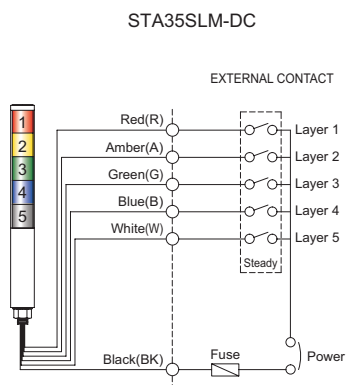 STA35SLM-DC
EXTERNAL CONTACT
1
2
3
4
5
Red(R)
Layer 1
Amber(A)
Layer 2
Green(G)
Layer 3
Blue(B)
Layer 4
White(W)
Layer 5
Steady
Black(BK)
Fuse
Power